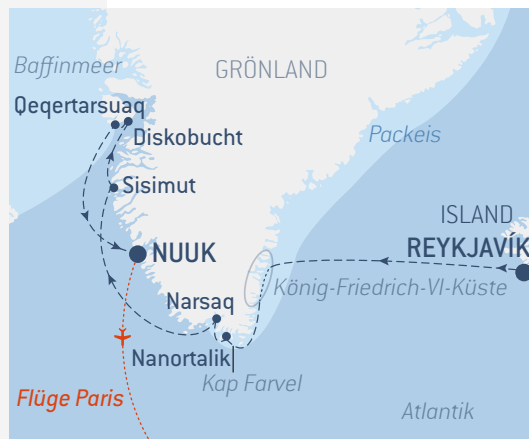 Baffinmeer
GRÖNLAND
Qeqertarsuaq
Diskobucht
Packeis
Sisimut
ISLAND
REYKJAVÍK
NUUK
König-Friedrich-VI-Küste
Narsaq
Nanortalik
Kap Farvel
Flüge Paris
Atlantik